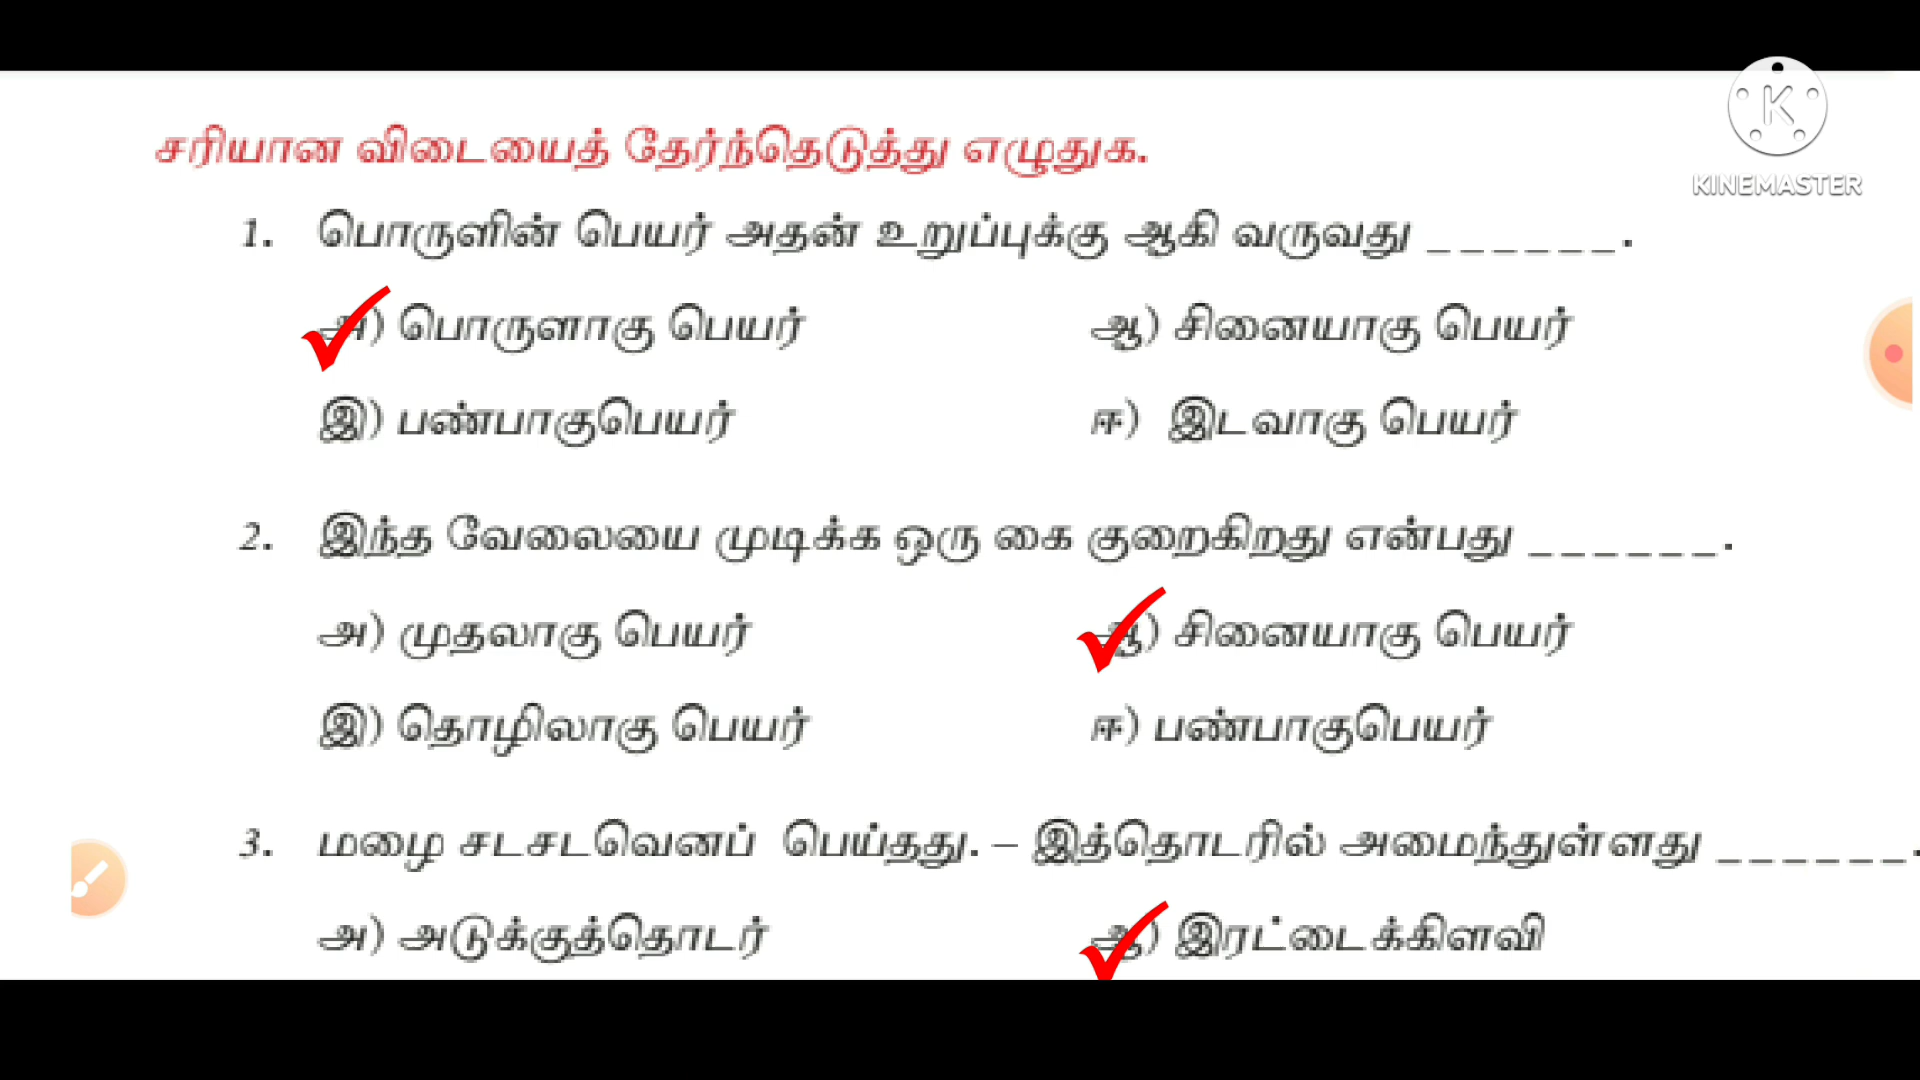 KINEMASTER
சரியான விடையைத் தேர்ந்தெடுத்து எழுதுக.
1. பொருளின் பெயர் அதன் உறுப்புக்கு ஆகி வருவது ______.
அ) பொருளாகு பெயர் ஆ) சினையாகு பெயர்
இ) பண்பாகுபெயர் ஈ) இடவாகு பெயர்
2. இந்த வேலையை முடிக்க ஒரு கை குறைகிறது என்பது ______.
அ) முதலாகு பெயர் ஆ) சினையாகு பெயர்
இ) தொழிலாகு பெயர் ஈ) பண்பாகுபெயர்
3. மழை சடசடவெனப் பெய்தது. – இத்தொடரில் அமைந்துள்ளது ______.
அ) அடுக்குத்தொடர் ஆ) இரட்டைக்கிளவி